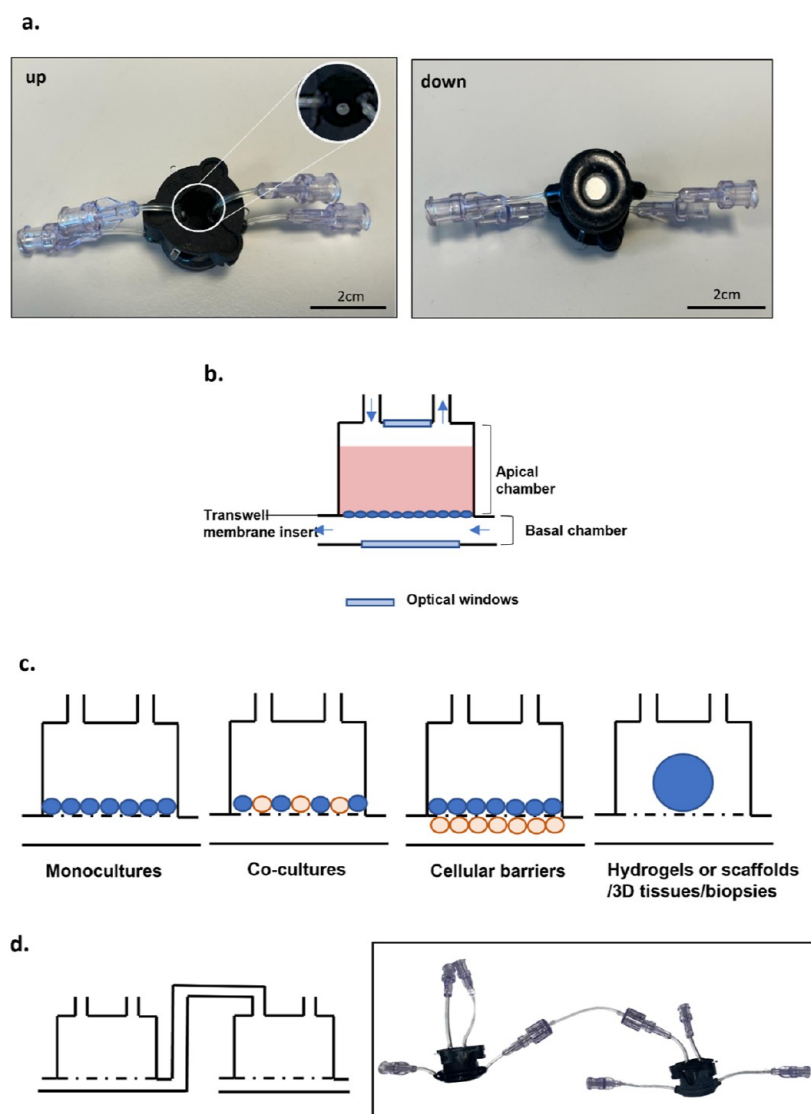 a.
up
down
2cm
2cm
b.
Apical
chamber
Transwell
membrane insert
Basal chamber
Optical windows
c.
Monocultures
Co-cultures
Cellular barriers
Hydrogels or scaffolds
/3D tissues/biopsies
d.